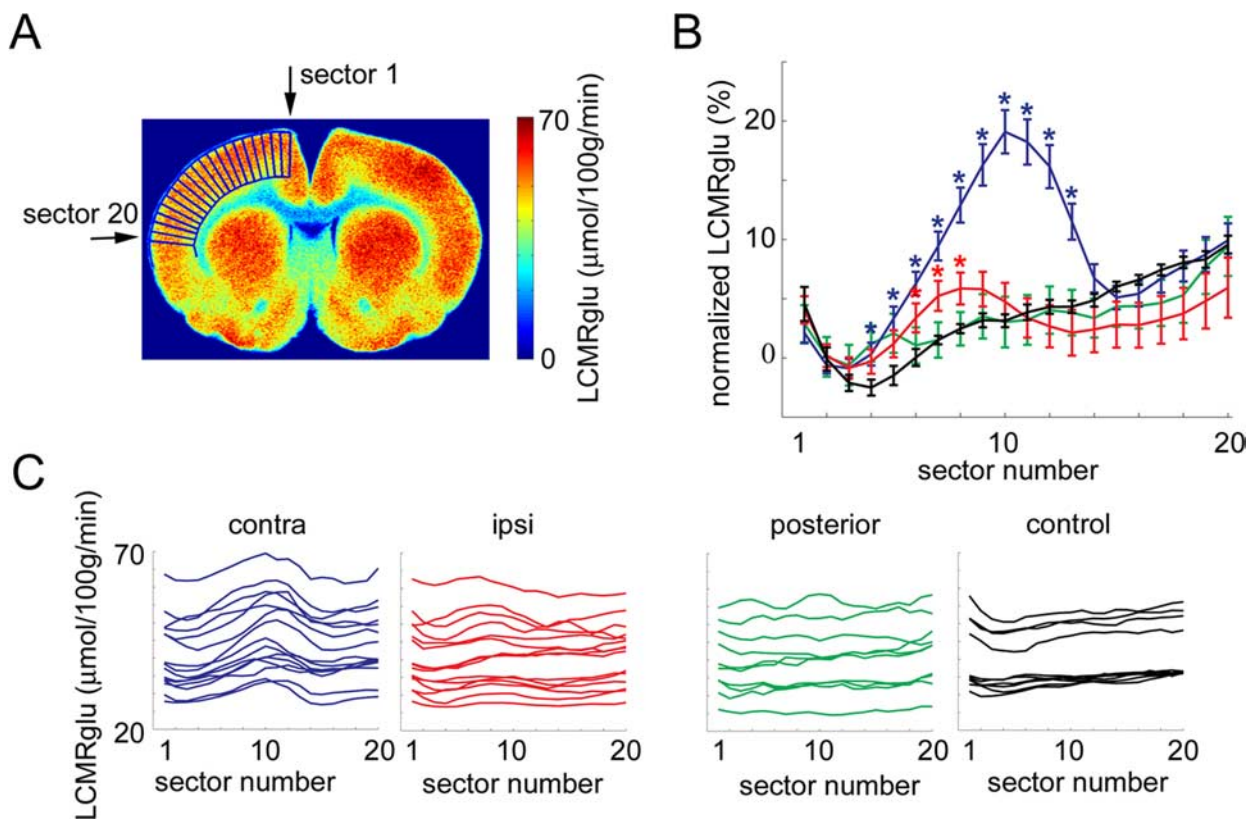 A
sector 1
sector 20
70
0
LCMRglu (µmol/100g/min)
B
normalized LCMRglu (%)
20
10
0
* * * * * * * * * *
* * *
1
10
20
sector number
C
LCMRglu (µmol/100g/min)
70
20
contra
1
10
20
sector number
ipsi
1
10
20
sector number
posterior
1
10
20
sector number
control
1
10
20
sector number